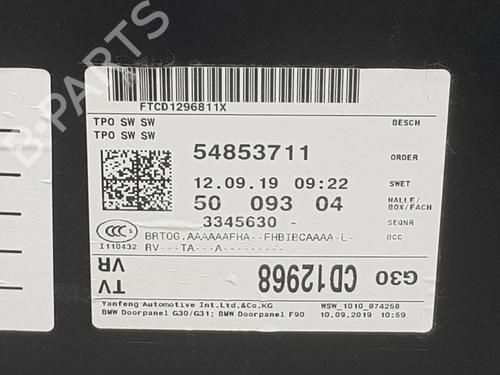 FTCD1296811X
TPO SW SW
TPO SW SW
BESCH
54853711
ORDER
12.09.19 09:22
SWET
50 093 04
HALLE/
BOX/FACH
3345630 -
SEQNR
BRTOG.AAAAAAFHA--FHBIBCAAAA-L-
RV---TA---A-------
BCC
CCC
S
I110432
TV
VR
CD12968
G30
Yanfeng Automotive Int.Ltd.&Co.KG
BMW Doorpanel G30/G31; BMW Doorpanel F90
WSW_1010_874258
10.09.2019 10:59
B-PARTS